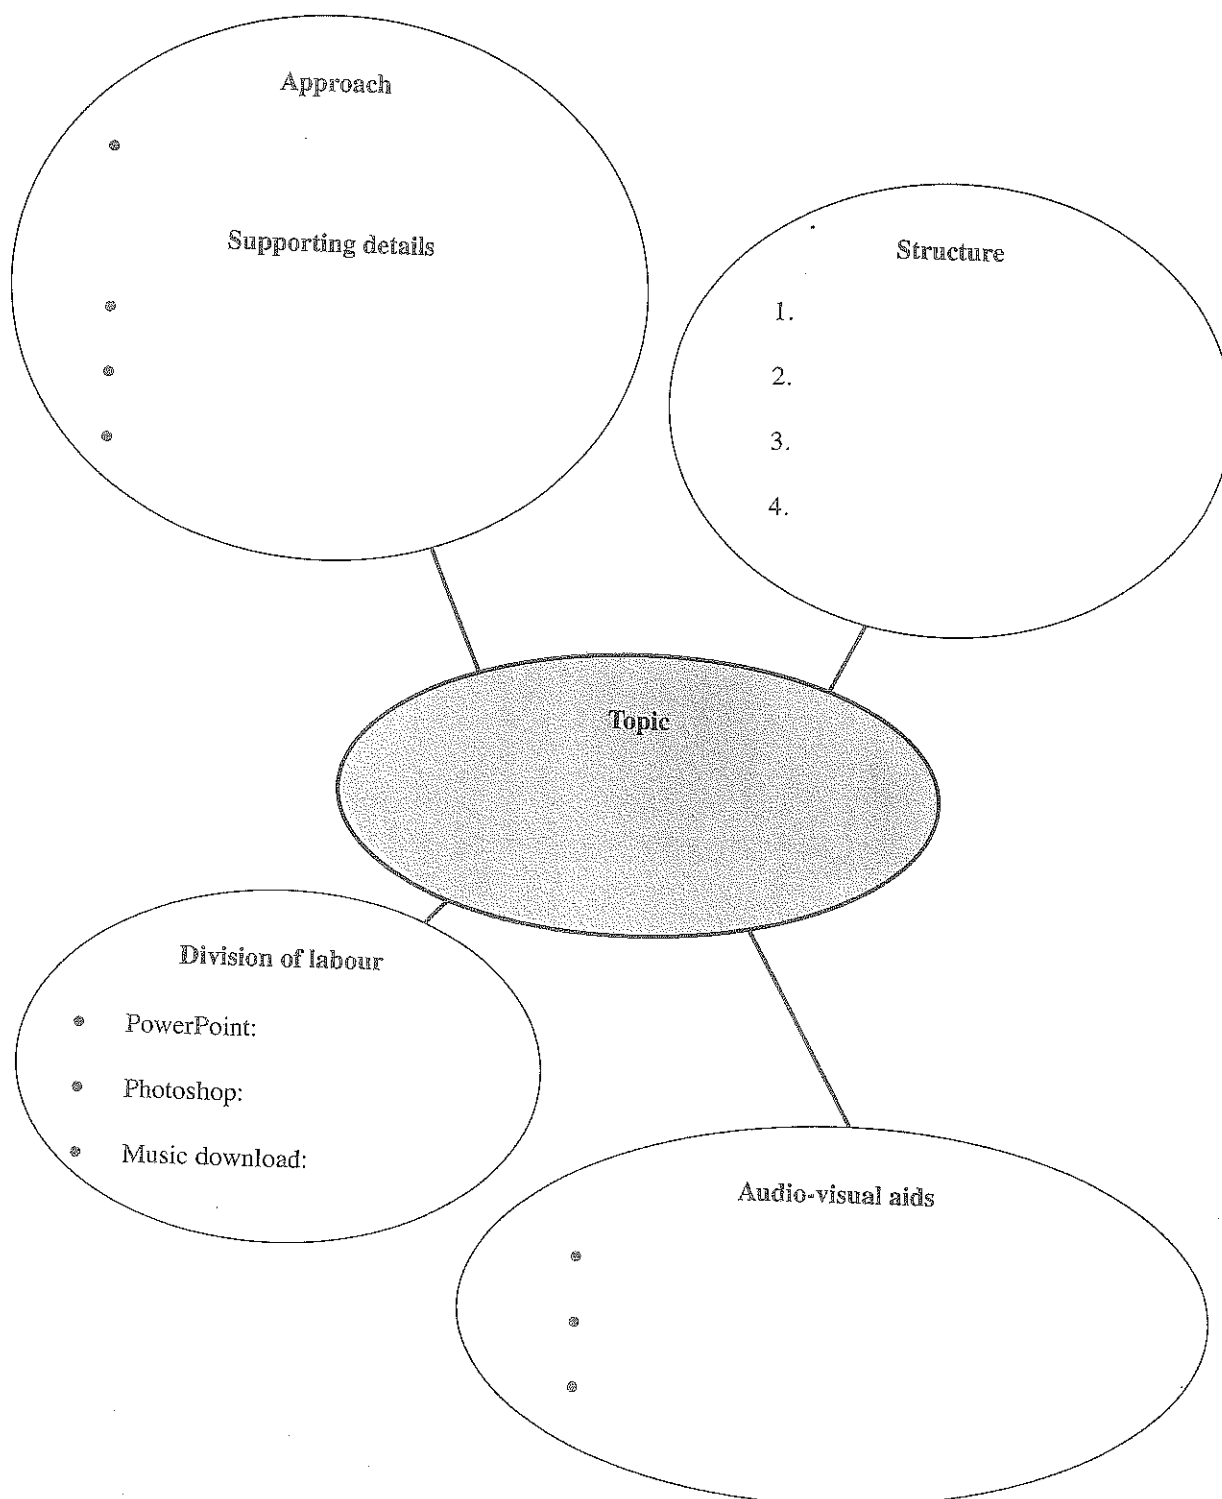 Approach
•
Supporting details
•
•
•
Structure
1.
2.
3.
4.
Topic
Division of labour
• PowerPoint:
• Photoshop:
• Music download:
Audio-visual aids
•
•
•